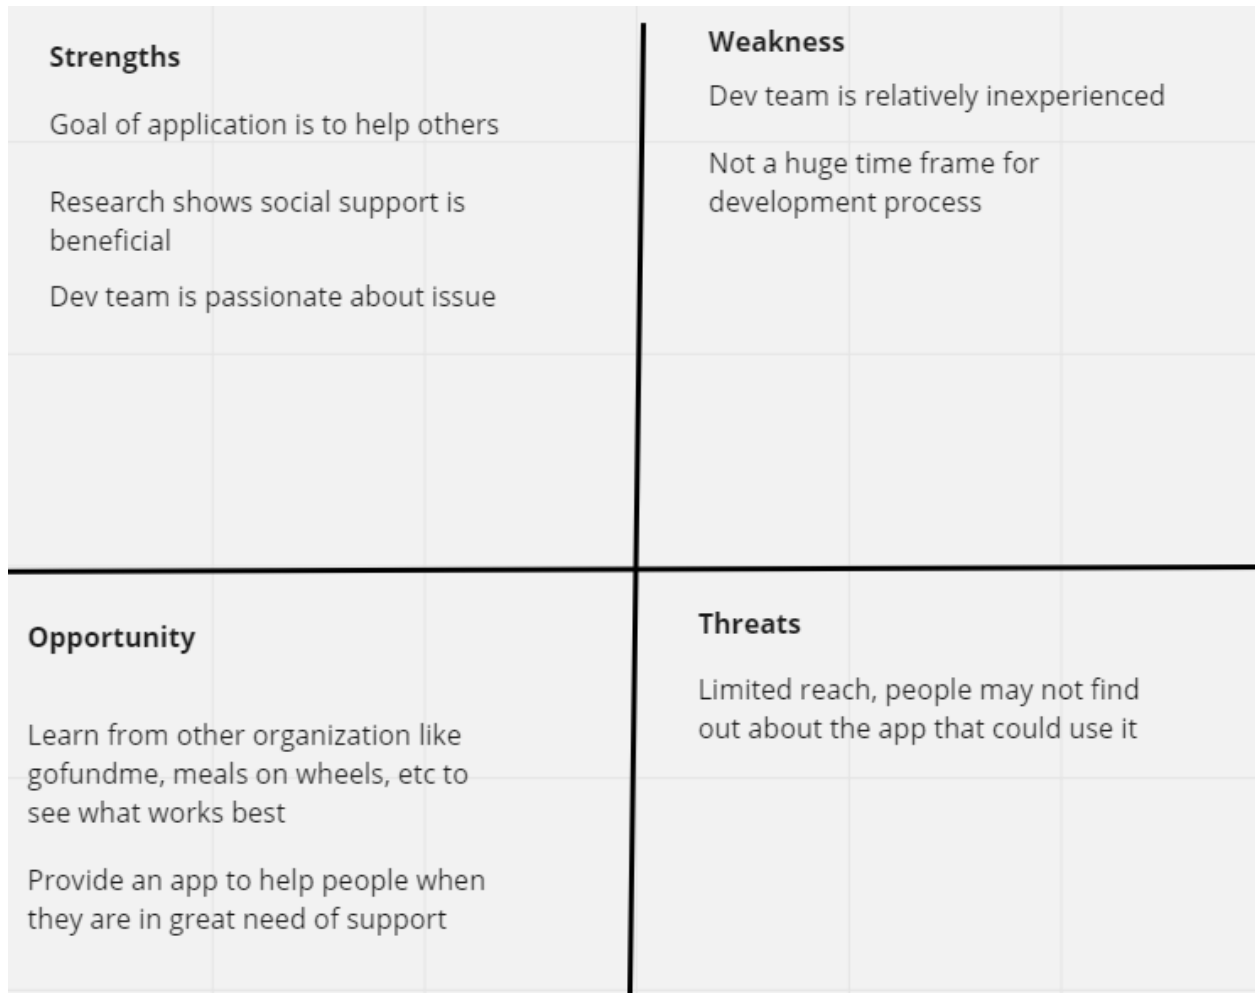 Strengths
Goal of application is to help others
Research shows social support is
beneficial
Dev team is passionate about issue
Weakness
Dev team is relatively inexperienced
Not a huge time frame for
development process
Opportunity
Learn from other organization like
gofundme, meals on wheels, etc to
see what works best
Provide an app to help people when
they are in great need of support
Threats
Limited reach, people may not find
out about the app that could use it